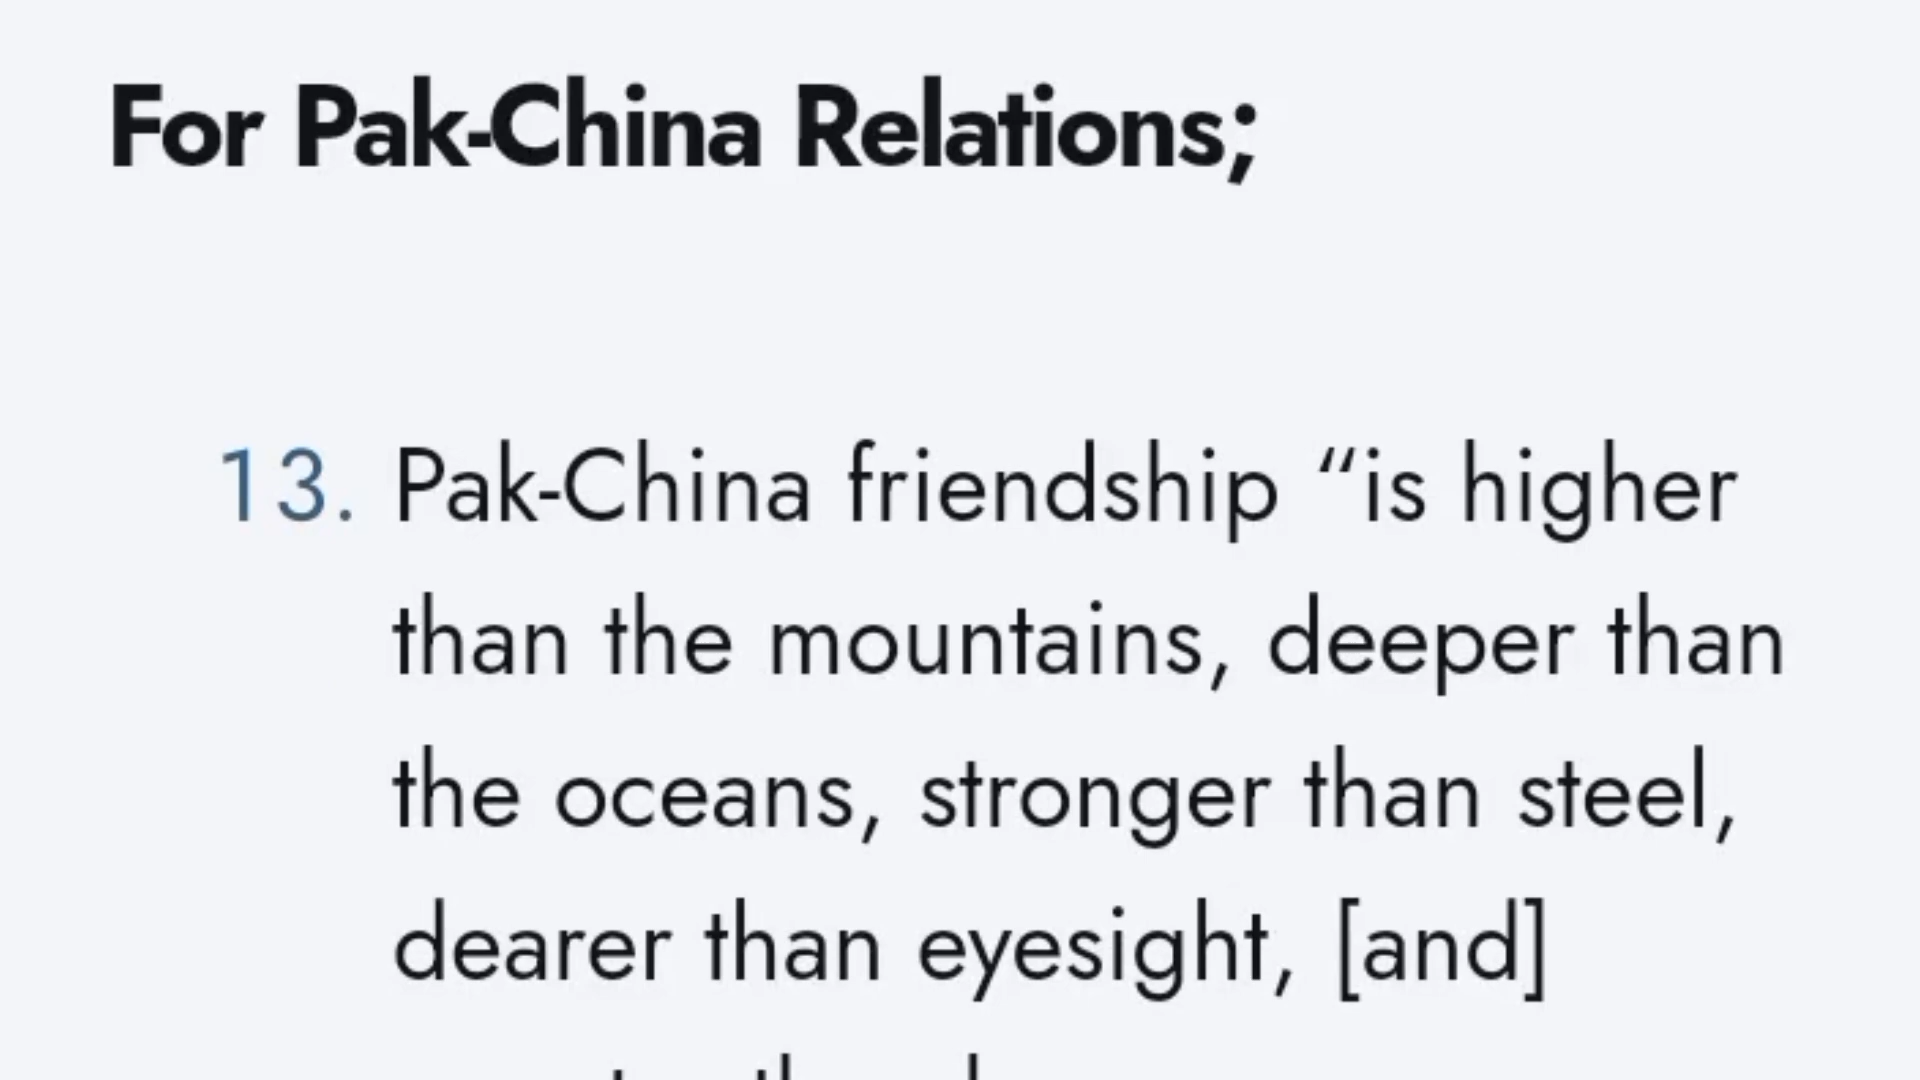 For Pak-China Relations;
13. Pak-China friendship “is higher
than the mountains, deeper than
the oceans, stronger than steel,
dearer than eyesight, [and]